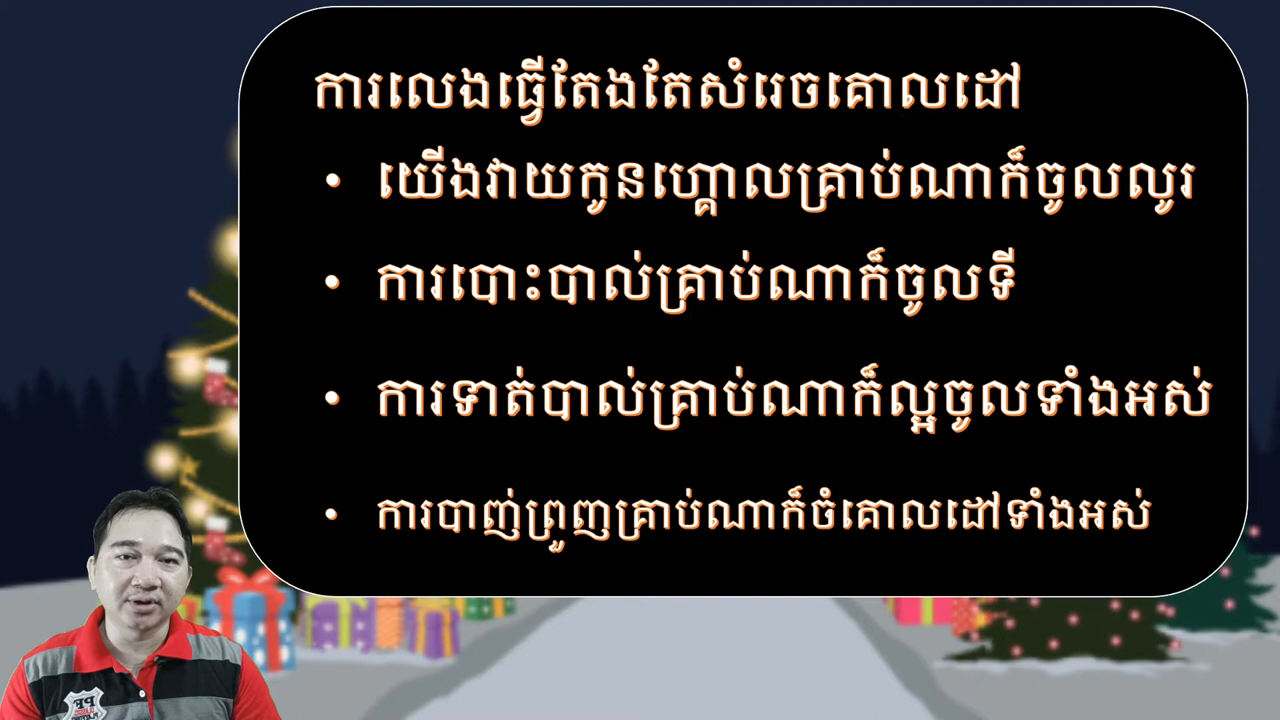 ការលេងធ្វើតែងតែសំរេចគោលដៅ
• យើងវាយកូនហ្គោលគ្រាប់ណាក៏ចូលលូរ
• ការបោះបាល់គ្រាប់ណាក៏ចូលទី
• ការទាត់បាល់គ្រាប់ណាក៏ល្អចូលទាំងអស់
• ការបាញ់ព្រួញគ្រាប់ណាក៏ចំគោលដៅទាំងអស់